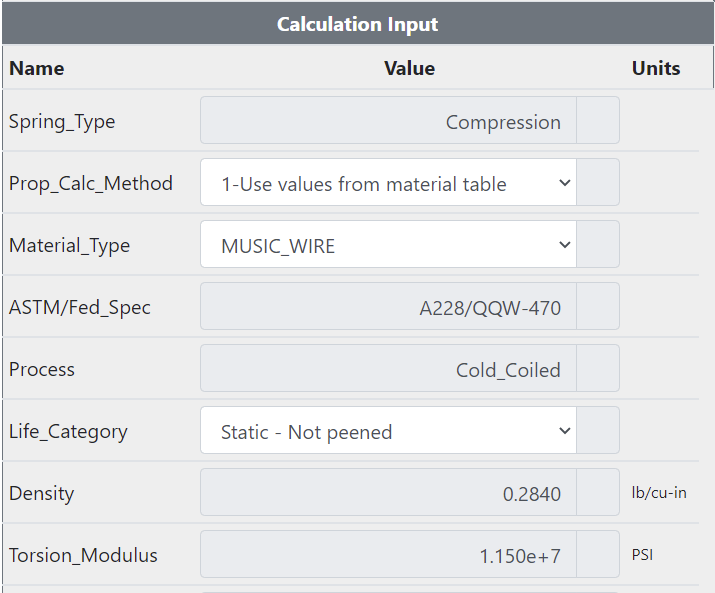 Calculation Input
Name Value Units
Spring_Type Compression
Prop_Calc_Method 1-Use values from material table
Material_Type MUSIC_WIRE
ASTM/Fed_Spec A228/QQW-470
Process Cold_Coiled
Life_Category Static - Not peened
Density 0.2840 lb/cu-in
Torsion_Modulus 1.150e+7 PSI